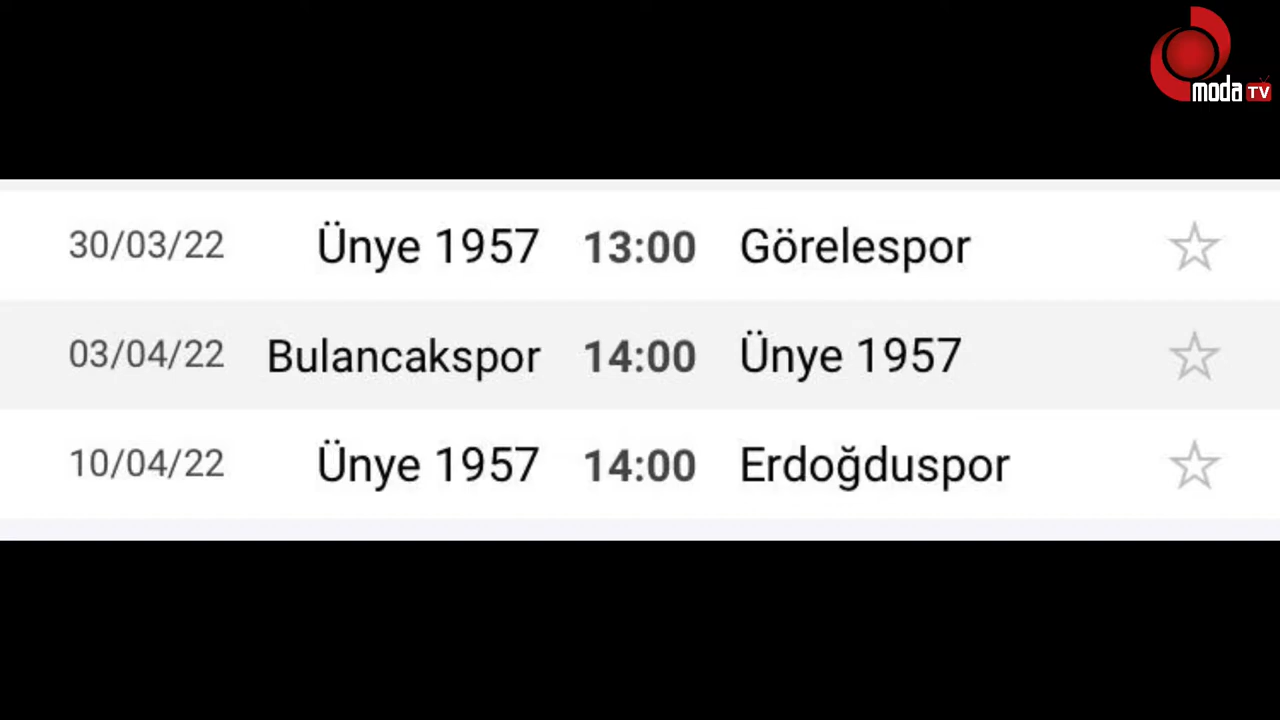 moda TV
30/03/22 Ünye 1957 13:00 Görelespor
03/04/22 Bulancakspor 14:00 Ünye 1957
10/04/22 Ünye 1957 14:00 Erdoğduspor